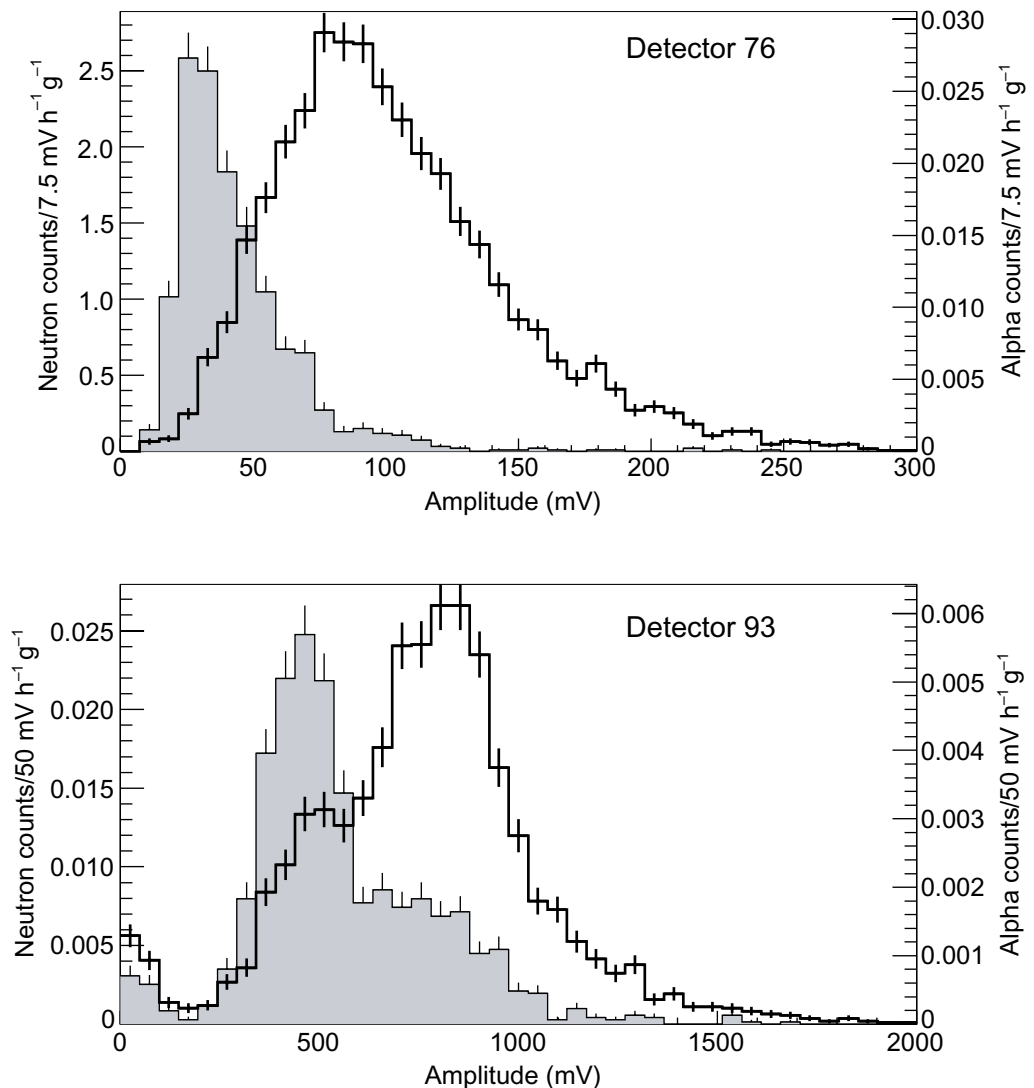 Detector 76
Neutron counts/7.5 mV h⁻¹ g⁻¹
2.5
2.0
1.5
1.0
0.5
0
Alpha counts/7.5 mV h⁻¹ g⁻¹
0.030
0.025
0.020
0.015
0.010
0.005
0
0 50 100 150 200 250 300
Amplitude (mV)
Detector 93
Neutron counts/50 mV h⁻¹ g⁻¹
0.025
0.020
0.015
0.010
0.005
0
Alpha counts/50 mV h⁻¹ g⁻¹
0.006
0.005
0.004
0.003
0.002
0.001
0
0 500 1000 1500 2000
Amplitude (mV)